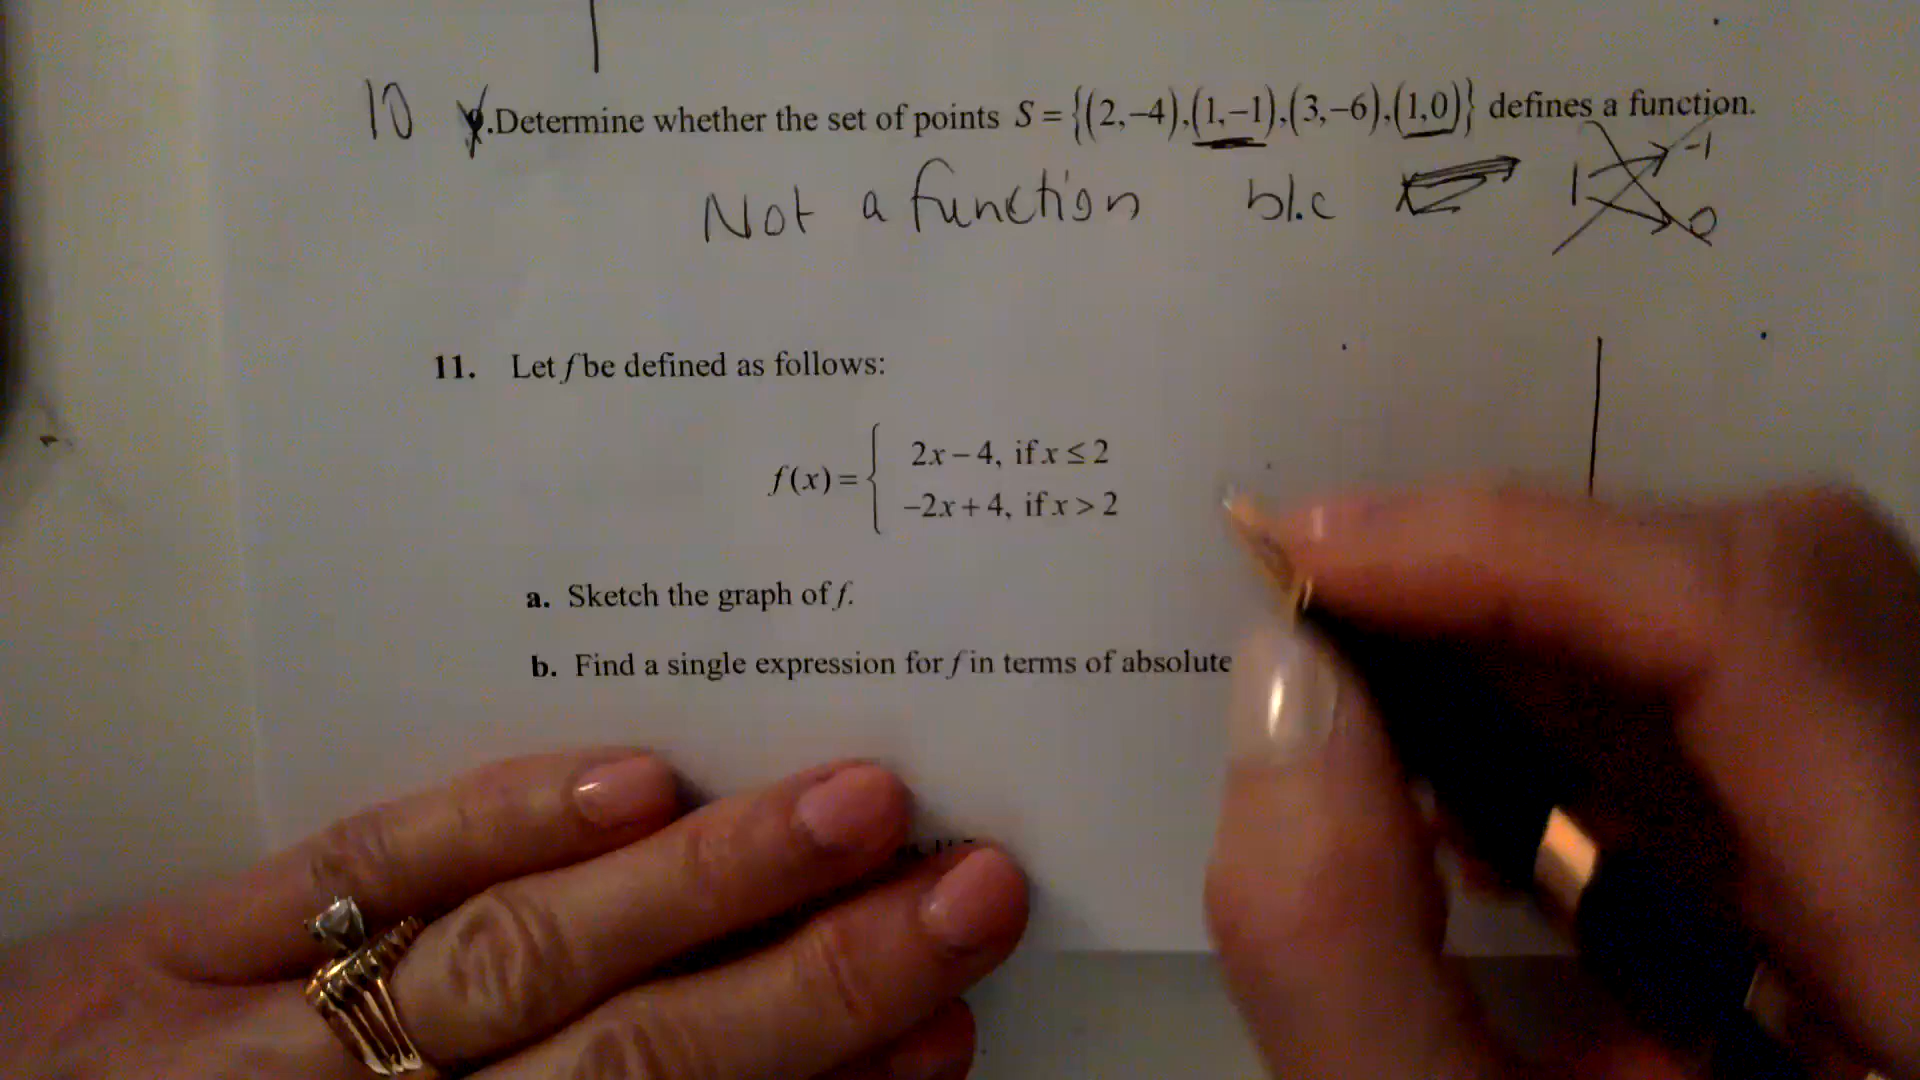 10 9.Determine whether the set of points S = {(2,−4),(1,−1),(3,−6),(1,0)} defines a function.
Not a function b/c 1 -1
0
11. Let f be defined as follows:
f(x) = { 2x − 4, if x ≤ 2
-2x + 4, if x > 2
a. Sketch the graph of f.
b. Find a single expression for f in terms of absolute